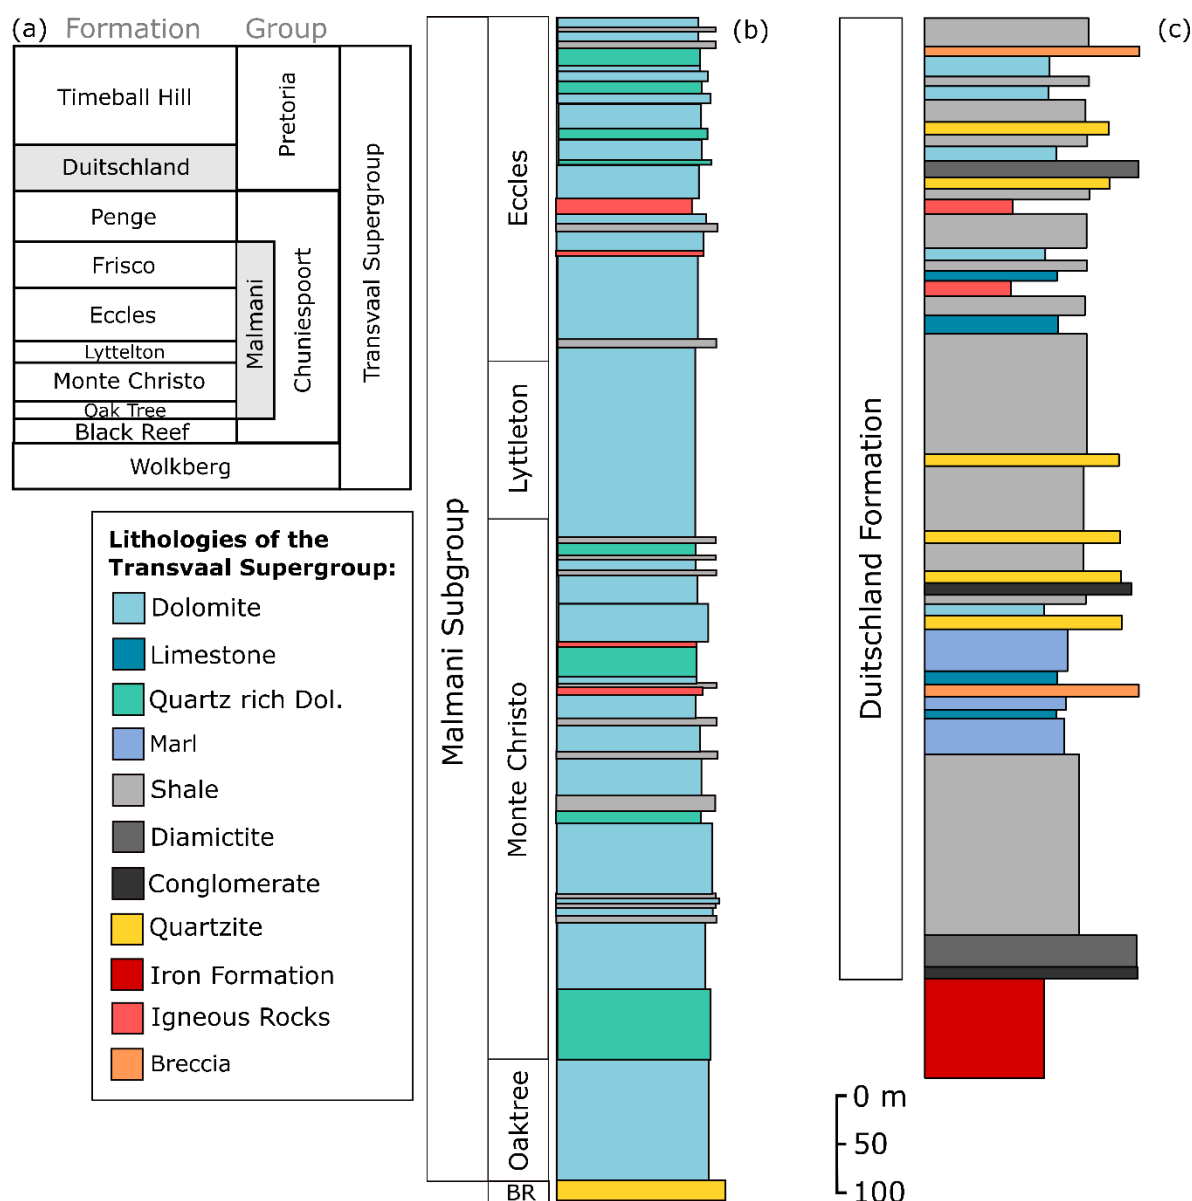 (a) Formation Group
Timeball Hill
Duitschland
Penge
Frisco
Eccles
Lyttelton
Monte Christo
Oak Tree
Black Reef
Wolkberg
Pretoria
Malmani
Chuniespoort
Transvaal Supergroup
Lithologies of the
Transvaal Supergroup:
Dolomite
Limestone
Quartz rich Dol.
Marl
Shale
Diamictite
Conglomerate
Quartzite
Iron Formation
Igneous Rocks
Breccia
(b)
Malmani Subgroup
Eccles
Lyttleton
Monte Christo
Oaktree
BR
(c)
Duitschland Formation
0 m
50
100